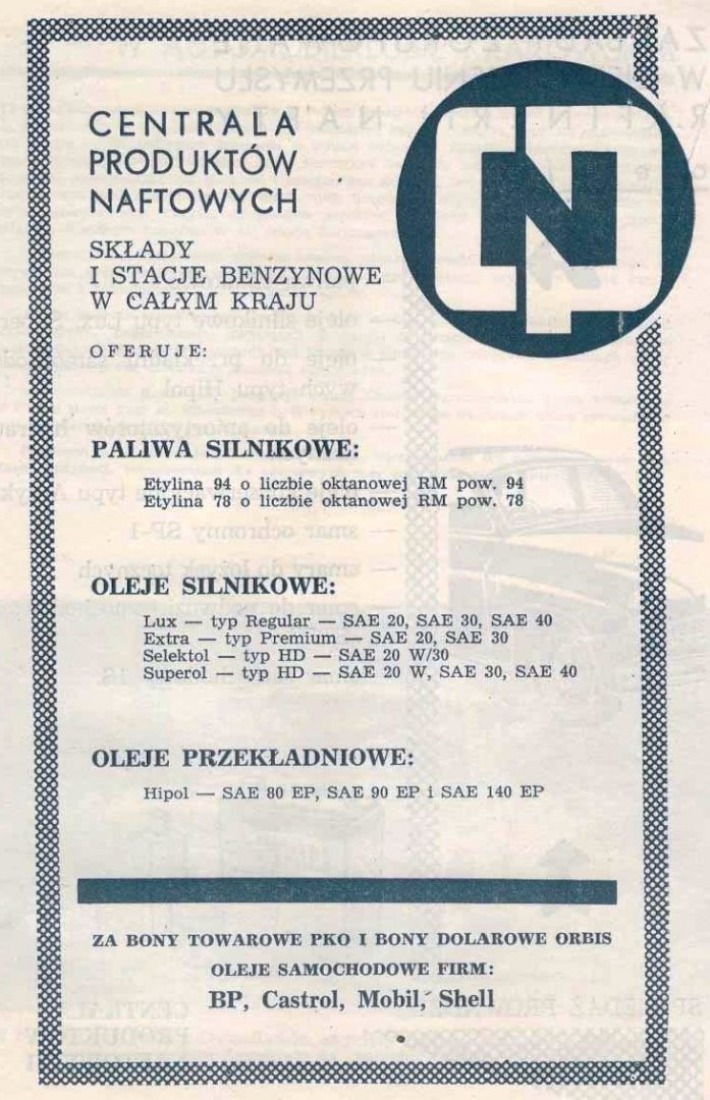 CENTRALA
PRODUKTÓW
NAFTOWYCH
CPN
SKŁADY
I STACJE BENZYNOWE
W CAŁYM KRAJU
OFERUJE:
PALIWA SILNIKOWE:
Etylina 94 o liczbie oktanowej RM pow. 94
Etylina 78 o liczbie oktanowej RM pow. 78
OLEJE SILNIKOWE:
Lux — typ Regular — SAE 20, SAE 30, SAE 40
Extra — typ Premium — SAE 20, SAE 30
Selektol — typ HD — SAE 20 W/30
Superol — typ HD — SAE 20 W, SAE 30, SAE 40
OLEJE PRZEKŁADNIOWE:
Hipol — SAE 80 EP, SAE 90 EP i SAE 140 EP
ZA BONY TOWAROWE PKO I BONY DOLAROWE ORBIS
OLEJE SAMOCHODOWE FIRM:
BP, Castrol, Mobil, Shell